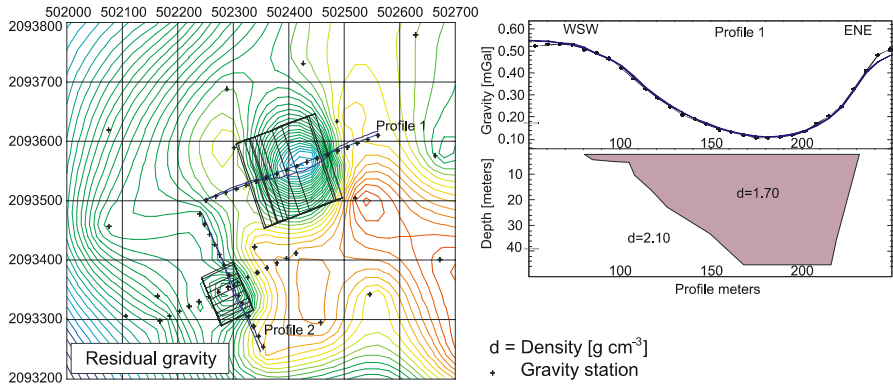 502000 502100 502200 502300 502400 502500 502600 502700
2093800
2093700
2093600
2093500
2093400
2093300
2093200
Profile 1
Profile 2
Residual gravity
WSW Profile 1 ENE
Gravity [mGal]
0.60
0.50
0.40
0.30
0.20
0.10
100 150 200
Depth [meters]
10
20
30
40
d=1.70
d=2.10
100 150 200
Profile meters
d = Density [g cm⁻³]
+ Gravity station